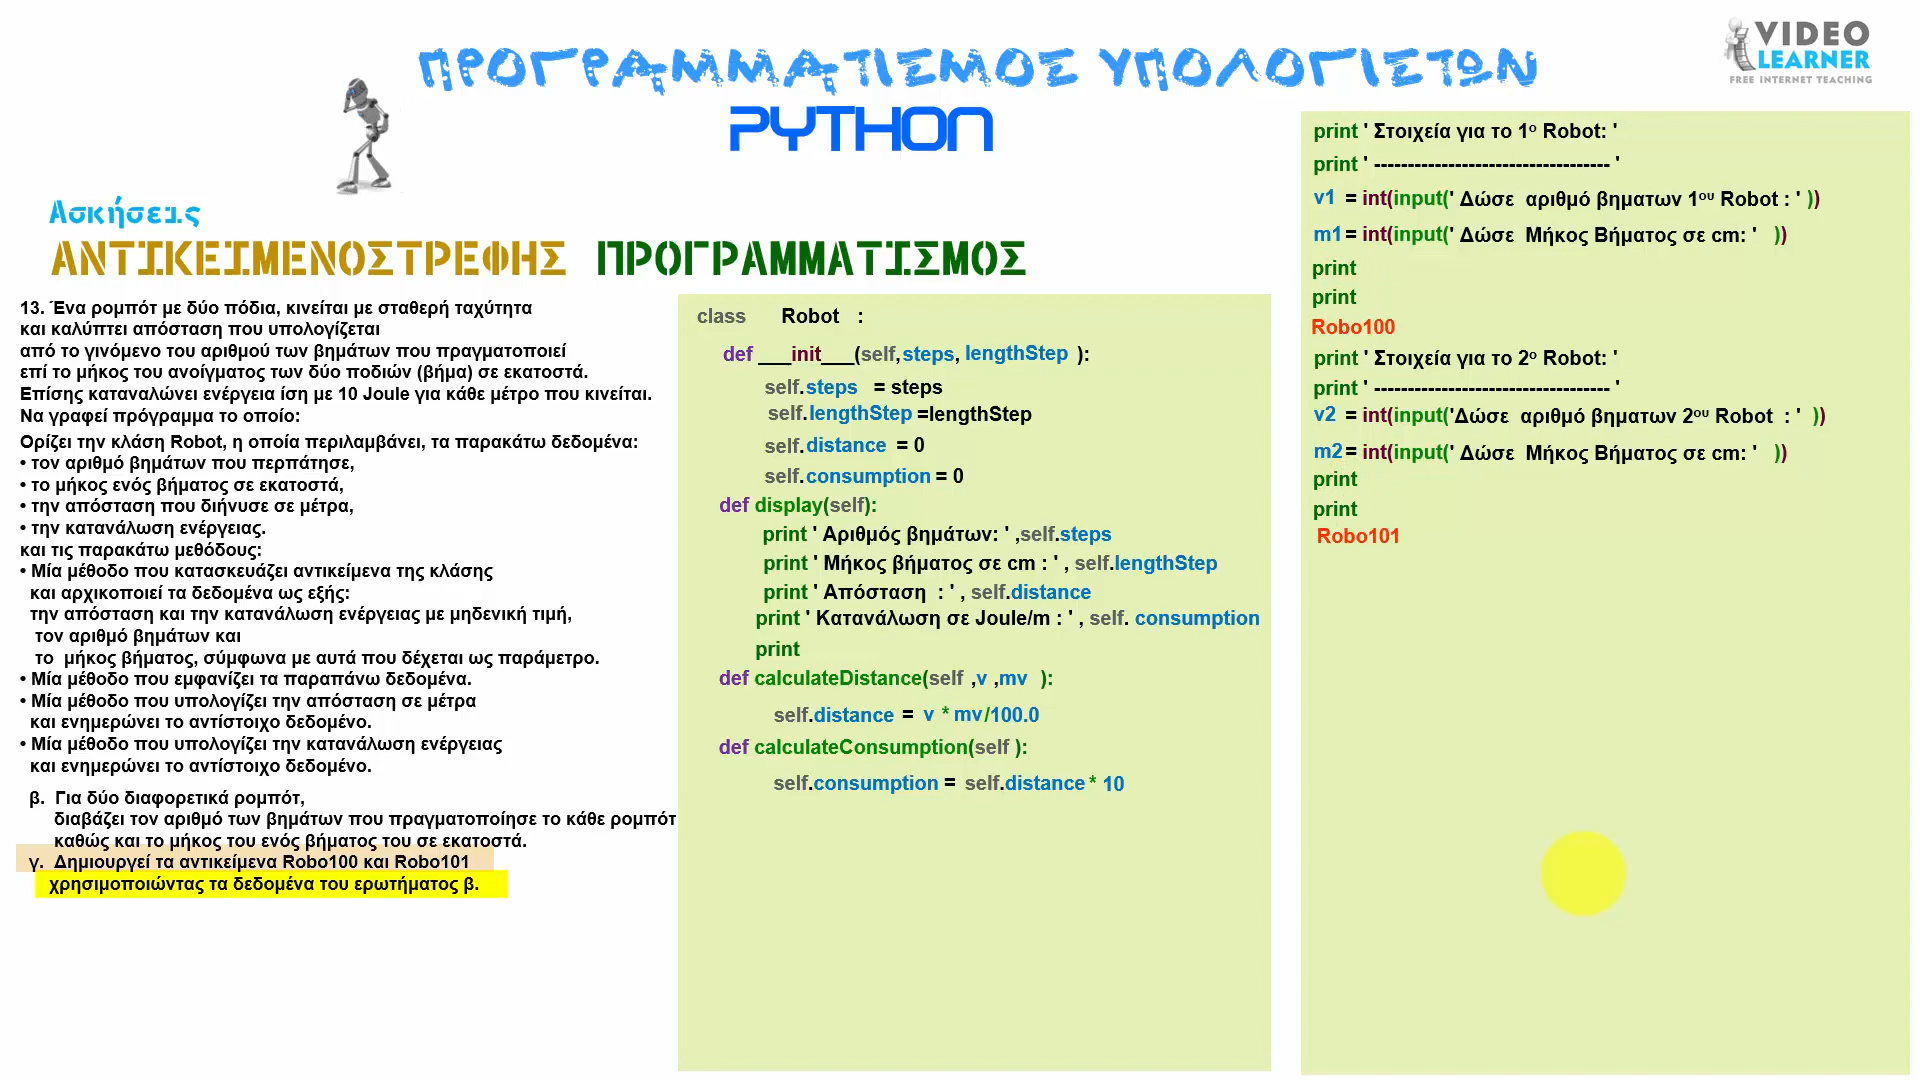 ΠΡΟΓΡΑΜΜΑΤΙΣΜΟΣ ΥΠΟΛΟΓΙΣΤΩΝ
PYTHON
VIDEO
LEARNER
FREE INTERNET TEACHING
Ασκήσεις
ΑΝΤΙΚΕΙΜΕΝΟΣΤΡΕΦΗΣ ΠΡΟΓΡΑΜΜΑΤΙΣΜΟΣ
13. Ένα ρομπότ με δύο πόδια, κινείται με σταθερή ταχύτητα
και καλύπτει απόσταση που υπολογίζεται
από το γινόμενο του αριθμού των βημάτων που πραγματοποιεί
επί το μήκος του ανοίγματος των δύο ποδιών (βήμα) σε εκατοστά.
Επίσης καταναλώνει ενέργεια ίση με 10 Joule για κάθε μέτρο που κινείται.
Να γραφεί πρόγραμμα το οποίο:
Ορίζει την κλάση Robot, η οποία περιλαμβάνει, τα παρακάτω δεδομένα:
• τον αριθμό βημάτων που περπάτησε,
• το μήκος ενός βήματος σε εκατοστά,
• την απόσταση που διήνυσε σε μέτρα,
• την κατανάλωση ενέργειας.
και τις παρακάτω μεθόδους:
• Μία μέθοδο που κατασκευάζει αντικείμενα της κλάσης
και αρχικοποιεί τα δεδομένα ως εξής:
την απόσταση και την κατανάλωση ενέργειας με μηδενική τιμή,
τον αριθμό βημάτων και
το μήκος βήματος, σύμφωνα με αυτά που δέχεται ως παράμετρο.
• Μία μέθοδο που εμφανίζει τα παραπάνω δεδομένα.
• Μία μέθοδο που υπολογίζει την απόσταση σε μέτρα
και ενημερώνει το αντίστοιχο δεδομένο.
• Μία μέθοδο που υπολογίζει την κατανάλωση ενέργειας
και ενημερώνει το αντίστοιχο δεδομένο.
β. Για δύο διαφορετικά ρομπότ,
διαβάζει τον αριθμό των βημάτων που πραγματοποίησε το κάθε ρομπότ
καθώς και το μήκος του ενός βήματος του σε εκατοστά.
γ. Δημιουργεί τα αντικείμενα Robo100 και Robo101
χρησιμοποιώντας τα δεδομένα του ερωτήματος β.
class Robot :
def ___init___(self,steps, lengthStep ):
self.steps = steps
self.lengthStep =lengthStep
self.distance = 0
self.consumption = 0
def display(self):
print ' Αριθμός βημάτων: ' ,self.steps
print ' Μήκος βήματος σε cm : ' , self.lengthStep
print ' Απόσταση : ' , self.distance
print ' Κατανάλωση σε Joule/m : ' , self. consumption
print
def calculateDistance(self ,v ,mv ):
self.distance = v * mv/100.0
def calculateConsumption(self ):
self.consumption = self.distance * 10
print ' Στοιχεία για το 1ο Robot: '
print ' ----------------------------------- '
v1 = int(input(' Δώσε αριθμό βηματων 1ου Robot : ' ))
m1= int(input(' Δώσε Μήκος Βήματος σε cm: ' ))
print
print
Robo100
print ' Στοιχεία για το 2ο Robot: '
print ' ----------------------------------- '
v2 = int(input('Δώσε αριθμό βηματων 2ου Robot : ' ))
m2= int(input(' Δώσε Μήκος Βήματος σε cm: ' ))
print
print
Robo101